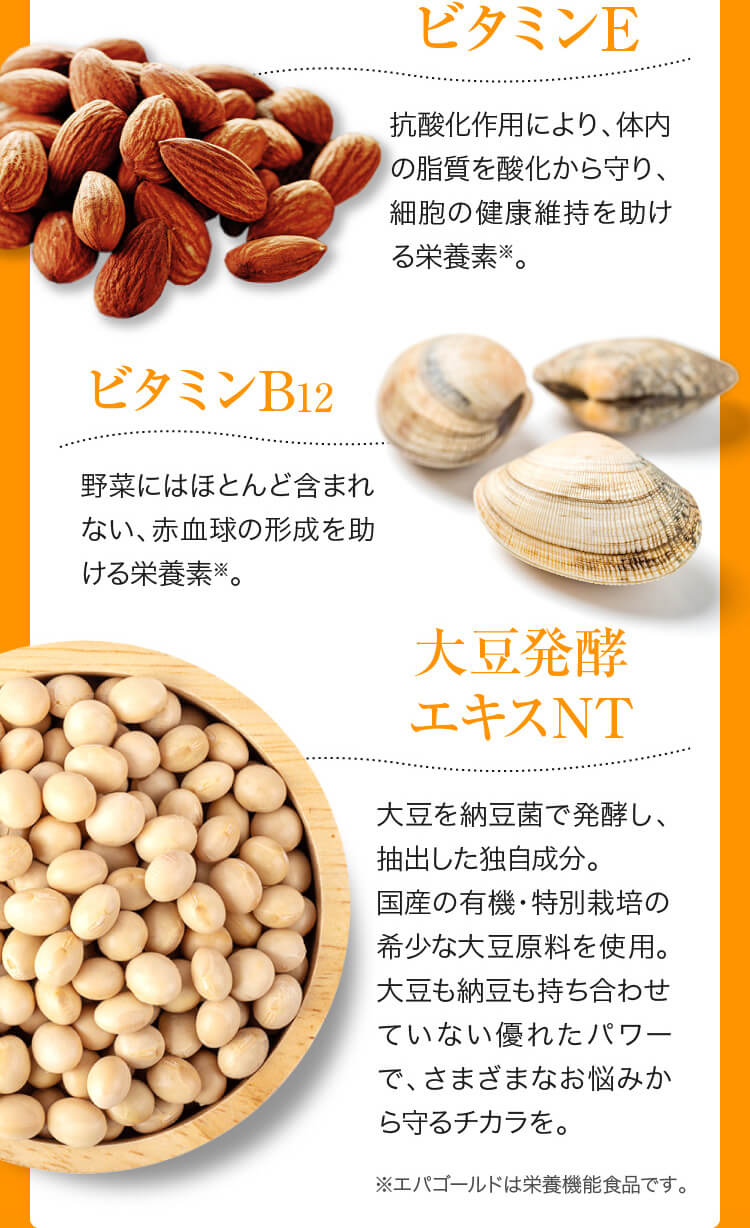 ビタミンE
抗酸化作用により、体内
の脂質を酸化から守り、
細胞の健康維持を助け
る栄養素※。
ビタミンB12
野菜にはほとんど含まれ
ない、赤血球の形成を助
ける栄養素※。
大豆発酵
エキスNT
大豆を納豆菌で発酵し、
抽出した独自成分。
国産の有機・特別栽培の
希少な大豆原料を使用。
大豆も納豆も持ち合わせ
ていない優れたパワー
で、さまざまなお悩みか
ら守るチカラを。
※エパゴールドは栄養機能食品です。